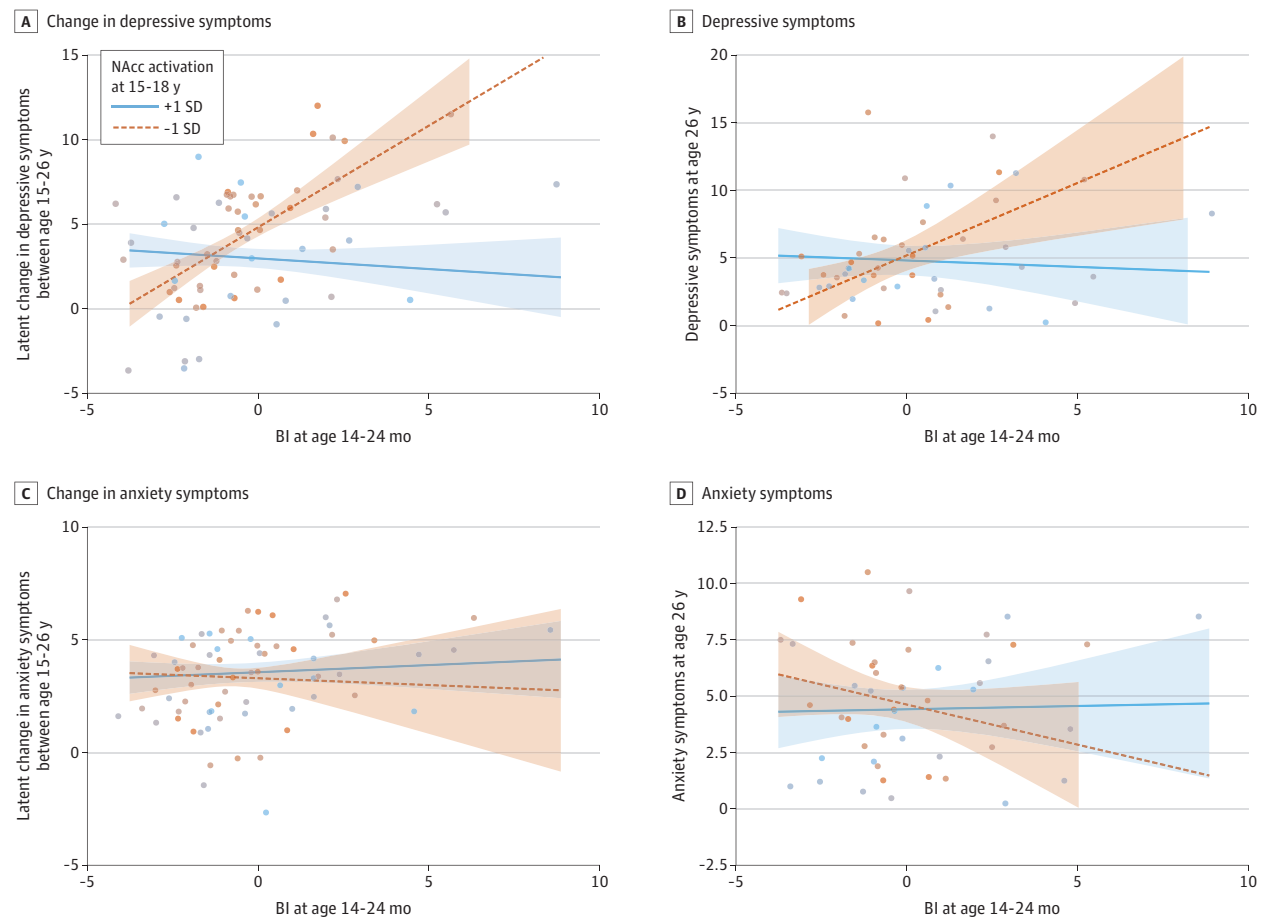 A Change in depressive symptoms
15
10
5
0
-5
Latent change in depressive symptoms
between age 15-26 y
NAcc activation
at 15-18 y
+1 SD
-1 SD
-5 0 5 10
BI at age 14-24 mo
B Depressive symptoms
20
15
10
5
0
-5
Depressive symptoms at age 26 y
-5 0 5 10
BI at age 14-24 mo
C Change in anxiety symptoms
10
5
0
-5
Latent change in anxiety symptoms
between age 15-26 y
-5 0 5 10
BI at age 14-24 mo
D Anxiety symptoms
12.5
10.0
7.5
5.0
2.5
0
-2.5
Anxiety symptoms at age 26 y
-5 0 5 10
BI at age 14-24 mo